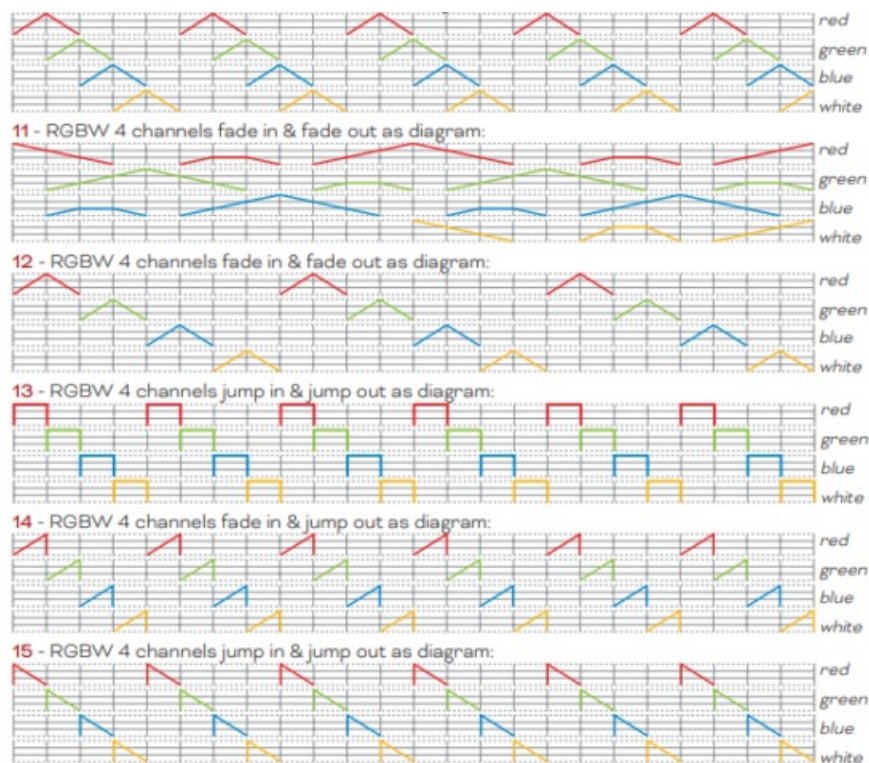 red
green
blue
white
11 - RGBW 4 channels fade in & fade out as diagram:
red
green
blue
white
12 - RGBW 4 channels fade in & fade out as diagram:
red
green
blue
white
13 - RGBW 4 channels jump in & jump out as diagram:
red
green
blue
white
14 - RGBW 4 channels fade in & jump out as diagram:
red
green
blue
white
15 - RGBW 4 channels jump in & jump out as diagram:
red
green
blue
white